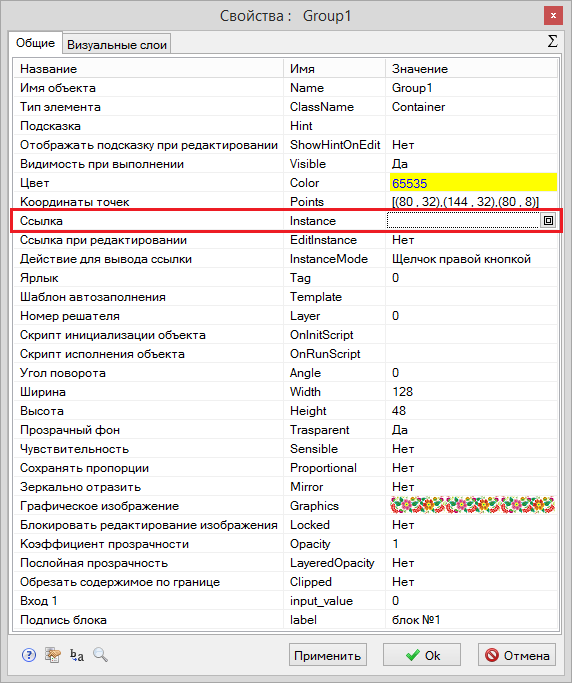 Свойства : Group1
Общие Визуальные слои Σ
Название Имя Значение
Имя объекта Name Group1
Тип элемента ClassName Container
Подсказка Hint
Отображать подсказку при редактировании ShowHintOnEdit Нет
Видимость при выполнении Visible Да
Цвет Color 65535
Координаты точек Points [(80 , 32),(144 , 32),(80 , 8)]
Ссылка Instance
Ссылка при редактировании EditInstance Нет
Действие для вывода ссылки InstanceMode Щелчок правой кнопкой
Ярлык Tag 0
Шаблон автозаполнения Template
Номер решателя Layer 0
Скрипт инициализации объекта OnInitScript
Скрипт исполнения объекта OnRunScript
Угол поворота Angle 0
Ширина Width 128
Высота Height 48
Прозрачный фон Trasparent Да
Чувствительность Sensible Нет
Сохранять пропорции Proportional Нет
Зеркально отразить Mirror Нет
Графическое изображение Graphics
Блокировать редактирование изображения Locked Нет
Коэффициент прозрачности Opacity 1
Послойная прозрачность LayeredOpacity Нет
Обрезать содержимое по границе Clipped Нет
Вход 1 input_value 0
Подпись блока label блок №1
? ba Применить Ok Отмена